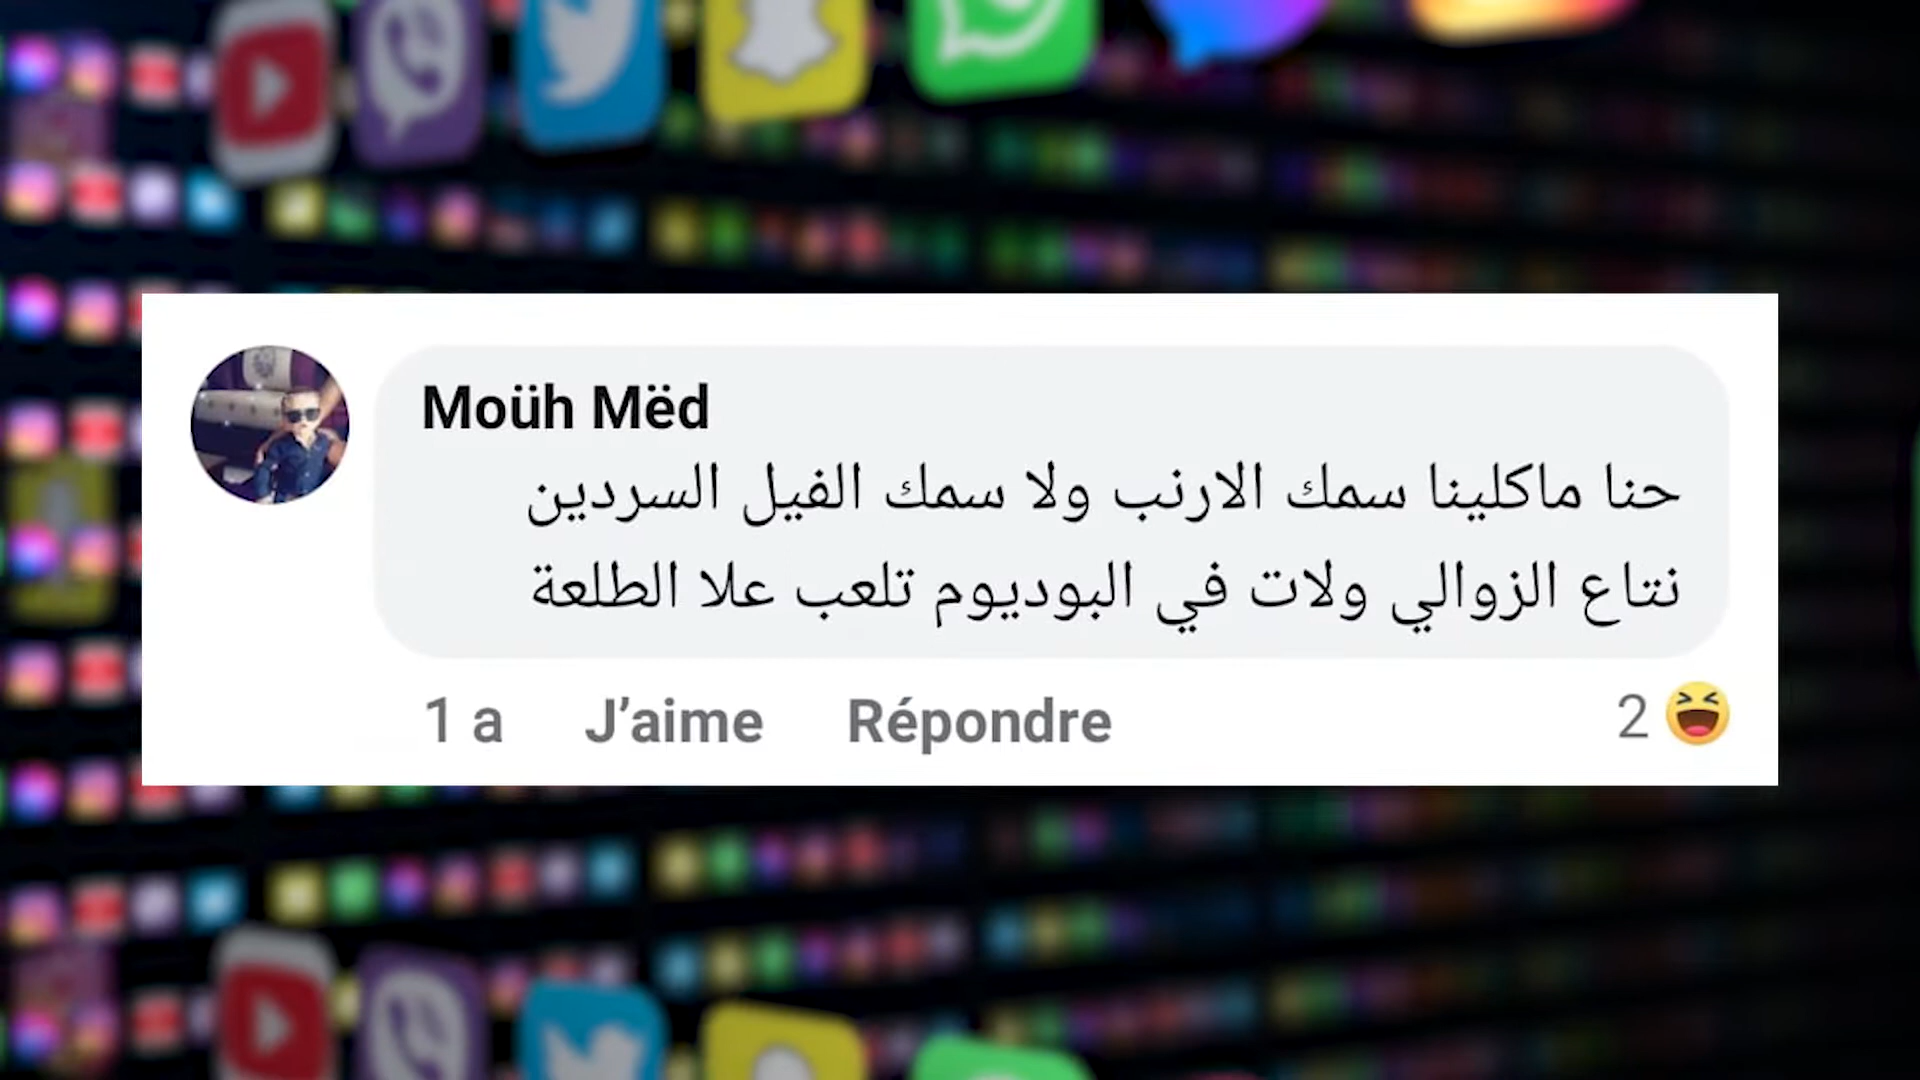 Moüh Mëd
حنا ماكلينا سمك الارنب ولا سمك الفيل السردين
نتاع الزوالي ولات في البوديوم تلعب علا الطلعة
1 a J’aime Répondre 2